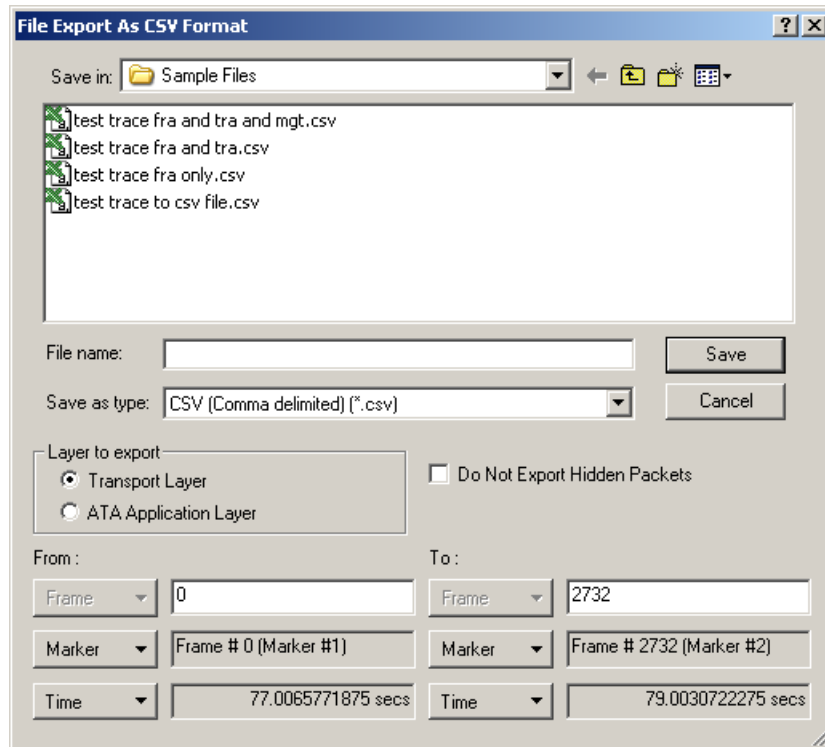 File Export As CSV Format
Save in: Sample Files
test trace fra and tra and mgt.csv
test trace fra and tra.csv
test trace fra only.csv
test trace to csv file.csv
File name: Save
Save as type: CSV (Comma delimited) (*.csv) Cancel
Layer to export
Transport Layer
ATA Application Layer
Do Not Export Hidden Packets
From : To :
Frame 0 Frame 2732
Marker Frame # 0 (Marker #1) Marker Frame # 2732 (Marker #2)
Time 77.0065771875 secs Time 79.0030722275 secs